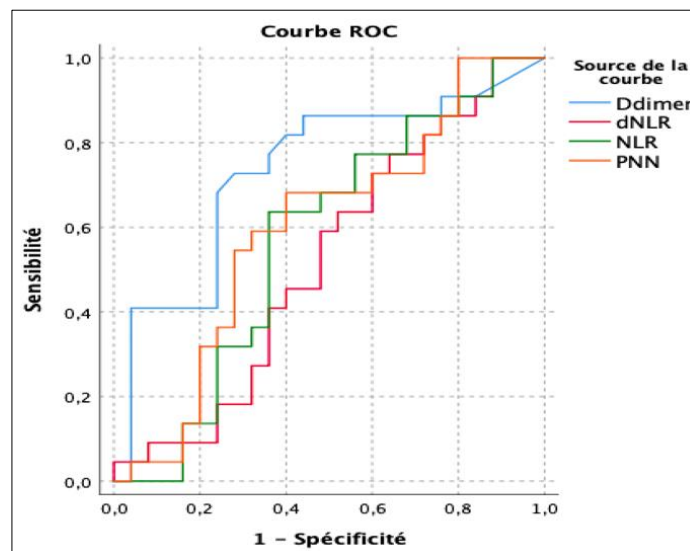 Courbe ROC
Source de la
courbe
Ddimer
dNLR
NLR
PNN
Sensibilité
1,0
0,8
0,6
0,4
0,2
0,0
0,0 0,2 0,4 0,6 0,8 1,0
1 – Spécificité